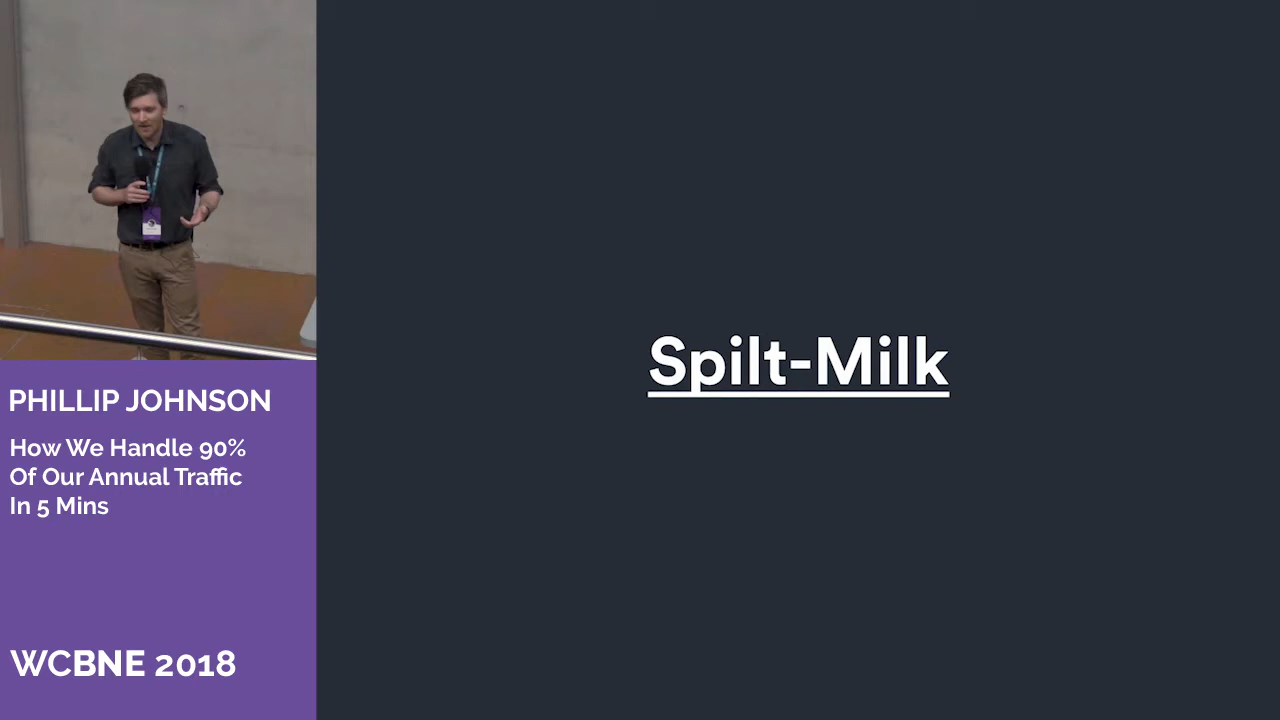 PHILLIP JOHNSON
How We Handle 90%
Of Our Annual Traffic
In 5 Mins
WCBNE 2018
Spilt-Milk